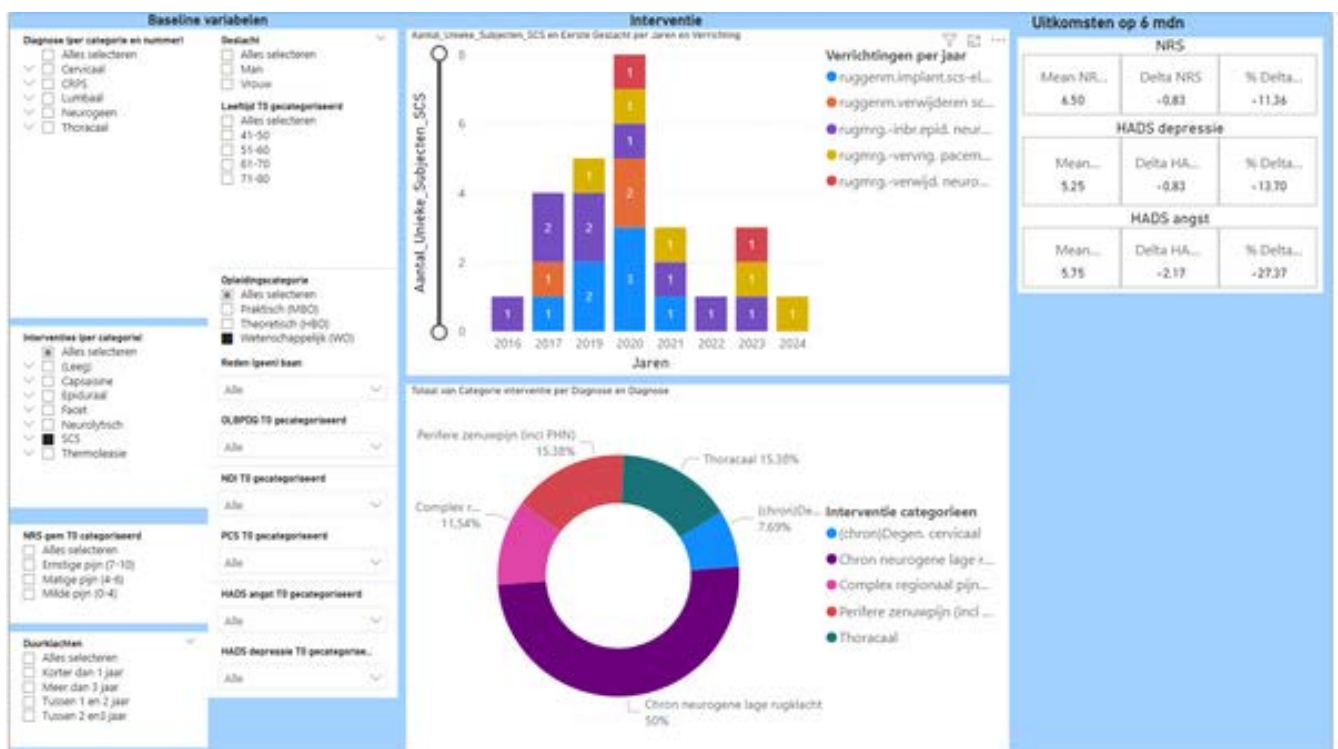 Baseline variabelen
Diagnose (per categorie en nummer)
Alles selecteren
Cervicaal
CRPS
Lumbaal
Neurogeen
Thoracaal
Interventies (per categorie)
Alles selecteren
(Leeg)
Capsaisine
Epiduraal
Facet
Neurolytisch
SCS
Thermolaesie
NRS gem T0 categoriseerd
Alles selecteren
Ernstige pijn (7-10)
Matige pijn (4-6)
Milde pijn (0-4)
Duurklachten
Alles selecteren
Korter dan 1 jaar
Meer dan 3 jaar
Tussen 1 en 2 jaar
Tussen 2 en3 jaar
Geslacht
Alles selecteren
Man
Vrouw
Leeftijd T0 gecategoriseerd
Alles selecteren
41-50
51-60
61-70
71-80
Opleidingscategorie
Alles selecteren
Praktisch (MBO)
Theoretisch (HBO)
Wetenschappelijk (WO)
Reden (geen) baan
Alle
OLBPDQ T0 gecategoriseerd
Alle
NDI T0 gecategoriseerd
Alle
PCS T0 gecategoriseerd
Alle
HADS angst T0 gecategoriseerd
Alle
HADS depressie T0 gecategorise...
Alle
Interventie
Aantal_Unieke_Subjecten_SCS en Eerste Geslacht per Jaren en Verrichting
Aantal_Unieke_Subjecten_SCS
8
6
4
2
0
1
2 1 1
1 2 2
1
1 1 2 3
1 1 1
1
1 1 1
1
2016 2017 2019 2020 2021 2022 2023 2024
Jaren
Verrichtingen per jaar
ruggenm.implant.scs-el...
ruggenm.verwijderen sc...
rugmrg.-inbr.epid. neur...
rugmrg.-vervng. pacem...
rugmrg.-verwijd. neuro...
Totaal van Categorie interventie per Diagnose en Diagnose
Perifere zenuwpijn (incl PHN)
15.38%
Thoracaal 15.38%
Complex r...
11,54%
(chron)De...
7.69%
Chron neurogene lage rugklacht
50%
Interventie categorieen
(chron)Degen. cervicaal
Chron neurogene lage r...
Complex regionaal pijn...
Perifere zenuwpijn (incl ...
Thoracaal
Uitkomsten op 6 mdn
NRS
Mean NR... Delta NRS % Delta...
6.50 -0.83 -11.36
HADS depressie
Mean... Delta HA... % Delta...
5.25 -0.83 -13.70
HADS angst
Mean... Delta HA... % Delta...
5.75 -2.17 -27.37